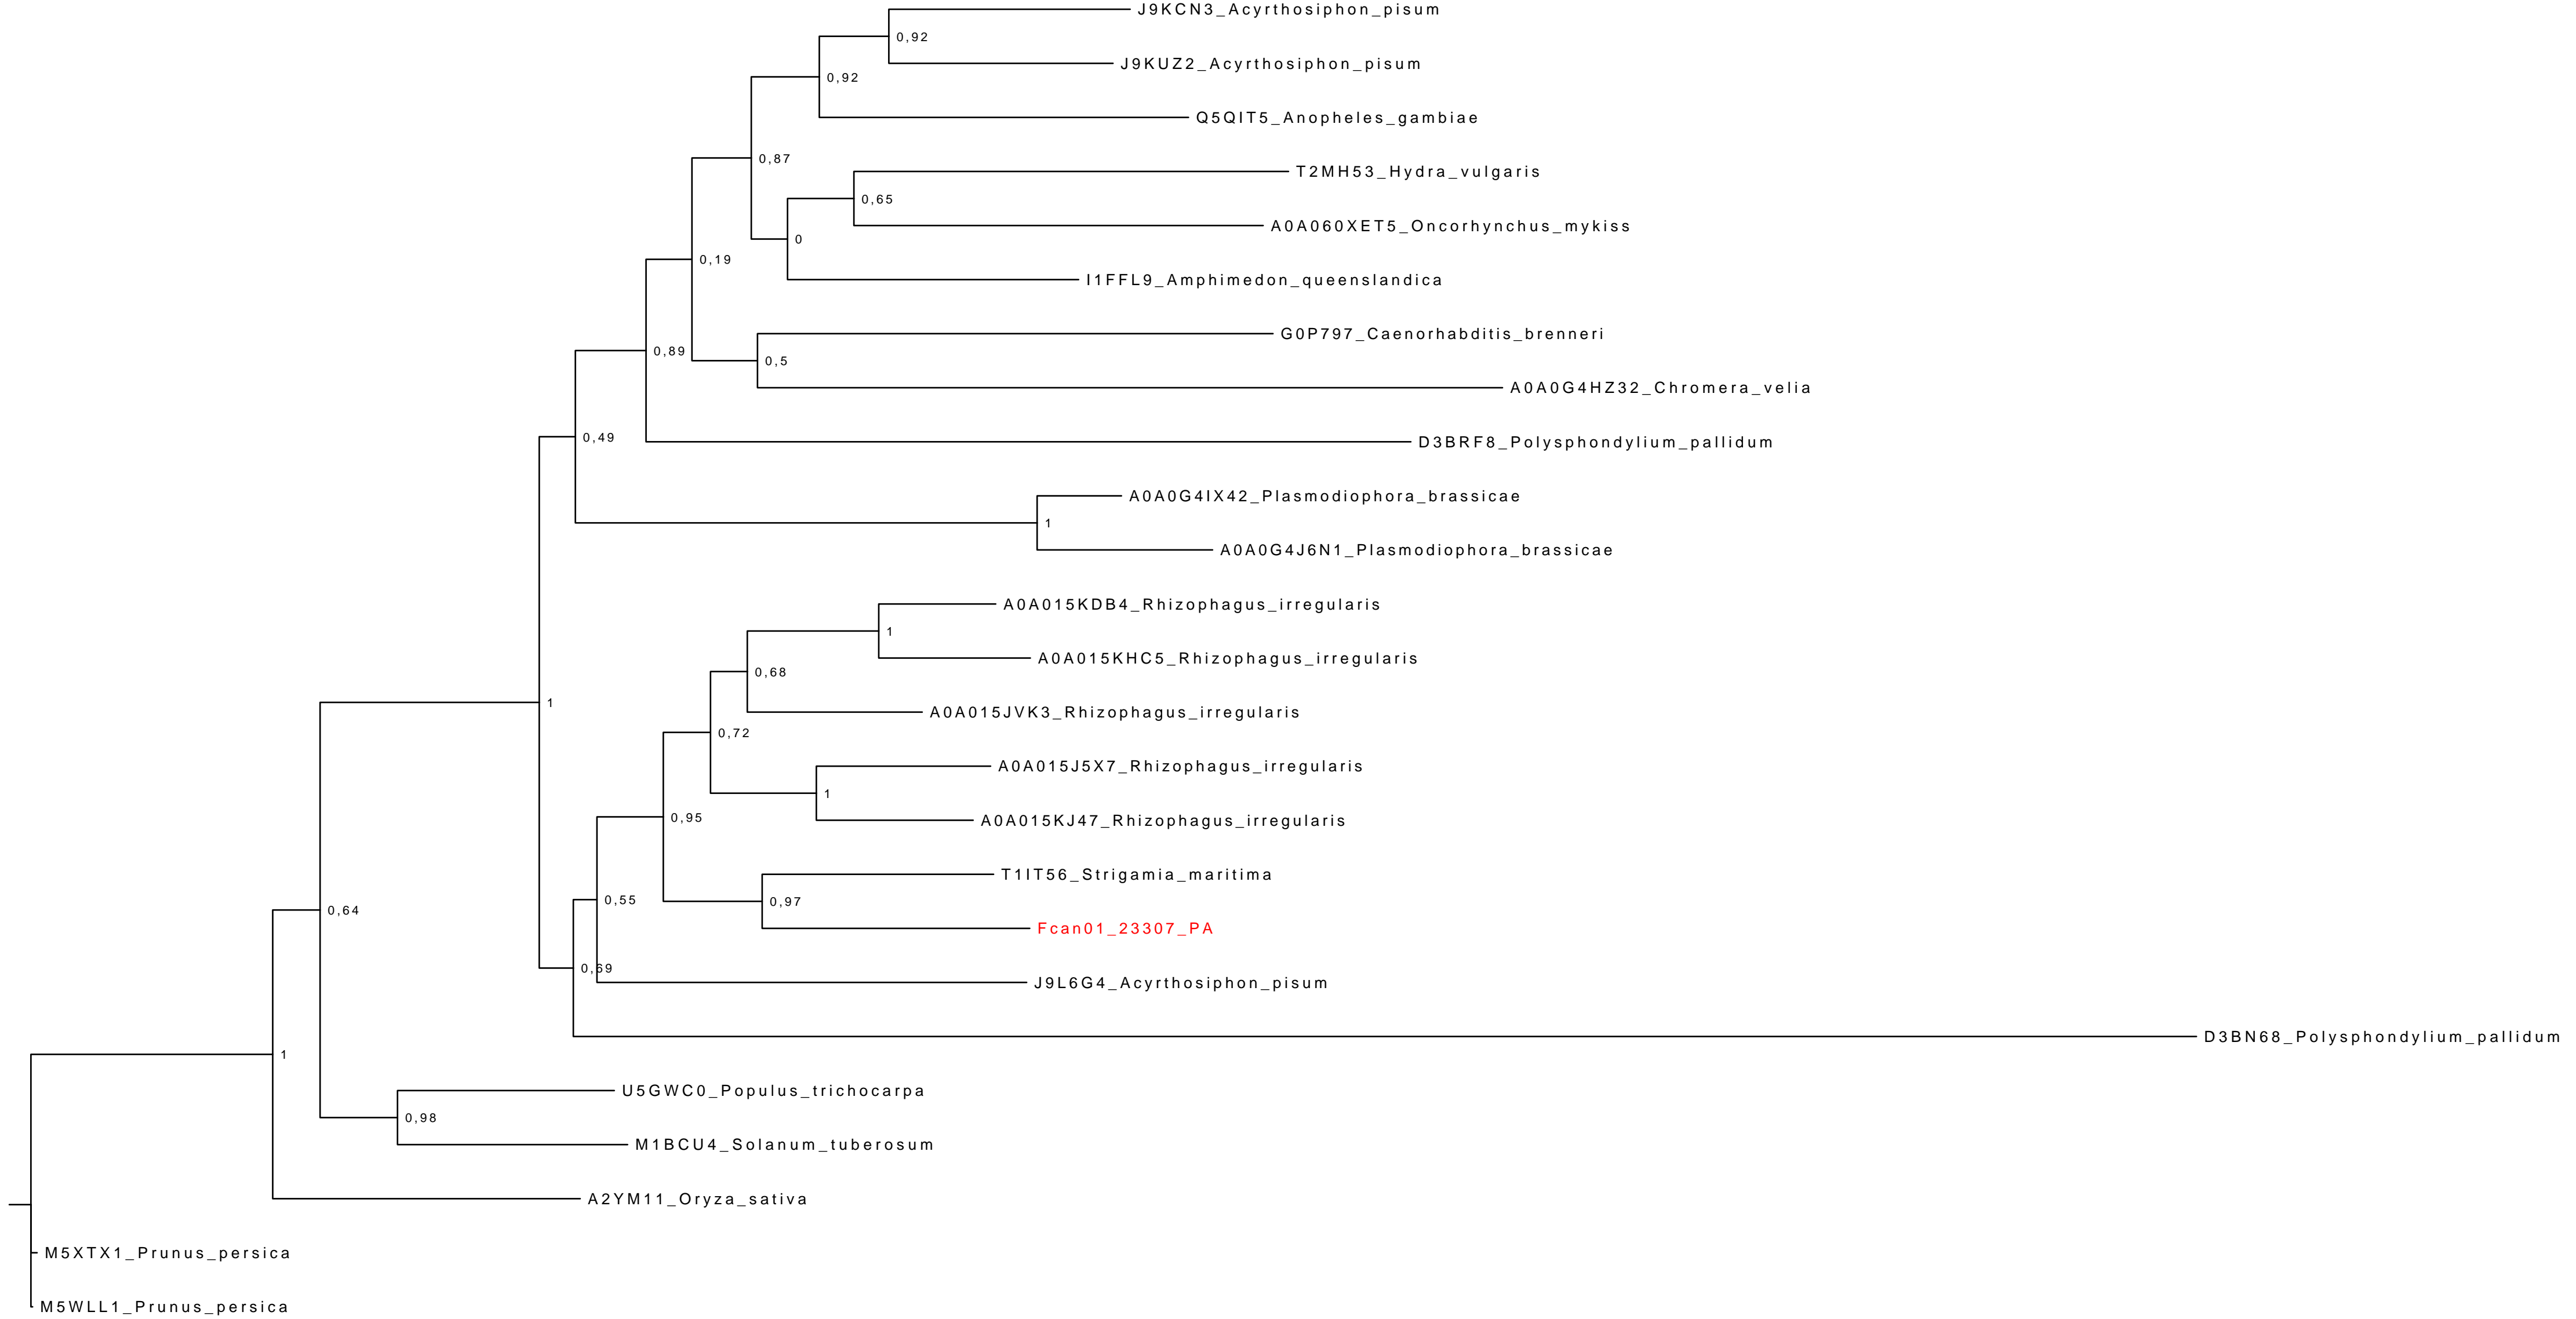 J9KCN3_Acyrthosiphon_pisum
0,92
J9KUZ2_Acyrthosiphon_pisum
0,92
Q5QIT5_Anopheles_gambiae
0,87
T2MH53_Hydra_vulgaris
0,65
A0A060XET5_Oncorhynchus_mykiss
0
0,19
I1FFL9_Amphimedon_queenslandica
G0P797_Caenorhabditis_brenneri
0,89
0,5
A0A0G4HZ32_Chromera_velia
0,49
D3BRF8_Polysphondylium_pallidum
A0A0G4IX42_Plasmodiophora_brassicae
1
A0A0G4J6N1_Plasmodiophora_brassicae
A0A015KDB4_Rhizophagus_irregularis
1
A0A015KHC5_Rhizophagus_irregularis
0,68
1
A0A015JVK3_Rhizophagus_irregularis
0,72
A0A015J5X7_Rhizophagus_irregularis
1
0,95
A0A015KJ47_Rhizophagus_irregularis
T1IT56_Strigamia_maritima
0,55
0,97
0,64
Fcan01_23307_PA
0,69
J9L6G4_Acyrthosiphon_pisum
D3BN68_Polysphondylium_pallidum
1
U5GWC0_Populus_trichocarpa
0,98
M1BCU4_Solanum_tuberosum
A2YM11_Oryza_sativa
M5XTX1_Prunus_persica
M5WLL1_Prunus_persica